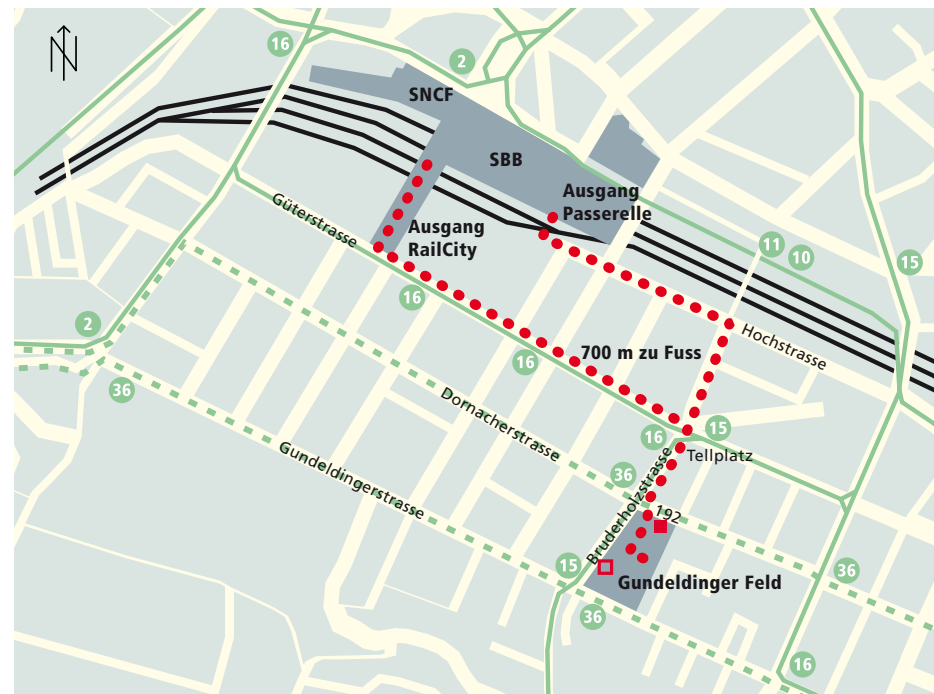 N
16
2
SNCF
SBB
Ausgang
Passerelle
Güterstrasse
Ausgang
RailCity
11
10
15
16
2
Hochstrasse
700 m zu Fuss
16
36
Dornacherstrasse
15
16
Tellplatz
Gundeldingerstrasse
36
Bruderholzstrasse
192
15
Gundeldinger Feld
36
36
16